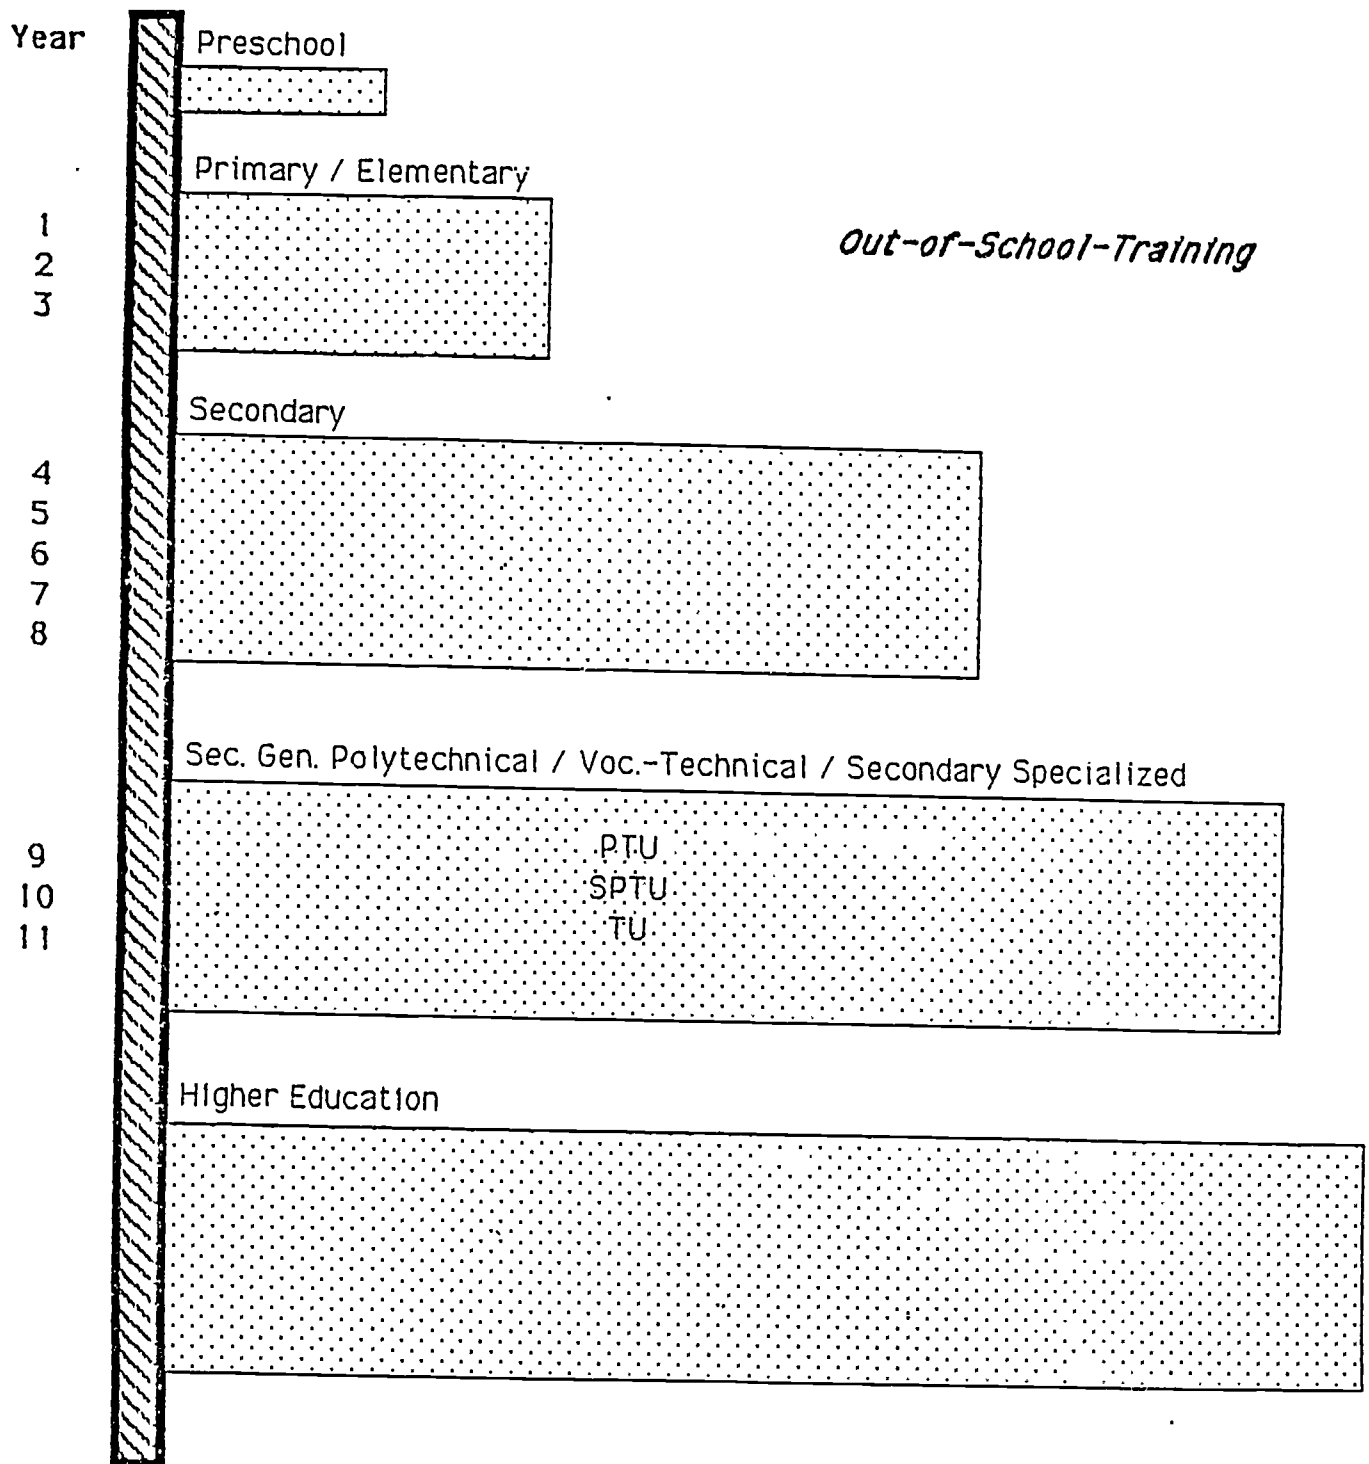 Year
Preschool
Primary / Elementary
1
2
3
Out-of-School-Training
Secondary
4
5
6
7
8
Sec. Gen. Polytechnical / Voc.-Technical / Secondary Specialized
9
10
11
PTU
SPTU
TU
Higher Education